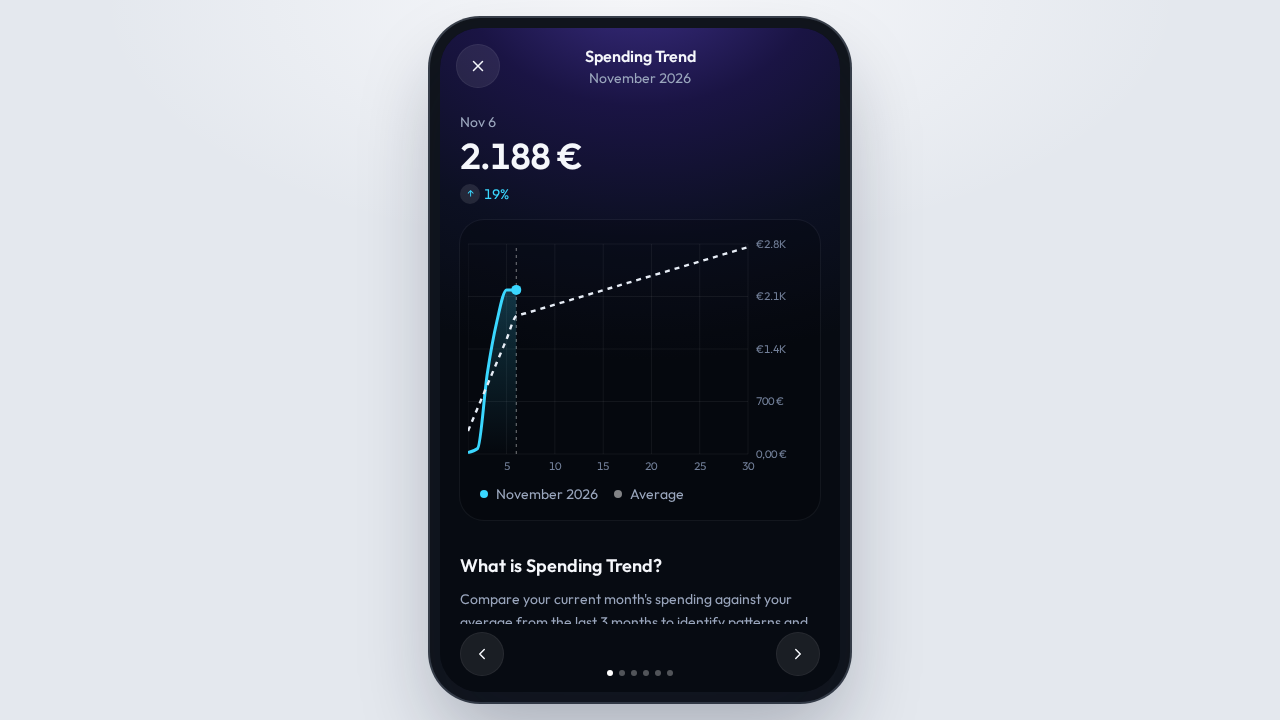 Spending Trend
November 2026
Nov 6
2.188 €
19%
€2.8K
€2.1K
€1.4K
700 €
0,00 €
5 10 15 20 25 30
November 2026 Average
What is Spending Trend?
Compare your current month's spending against your
average from the last 3 months to identify patterns and